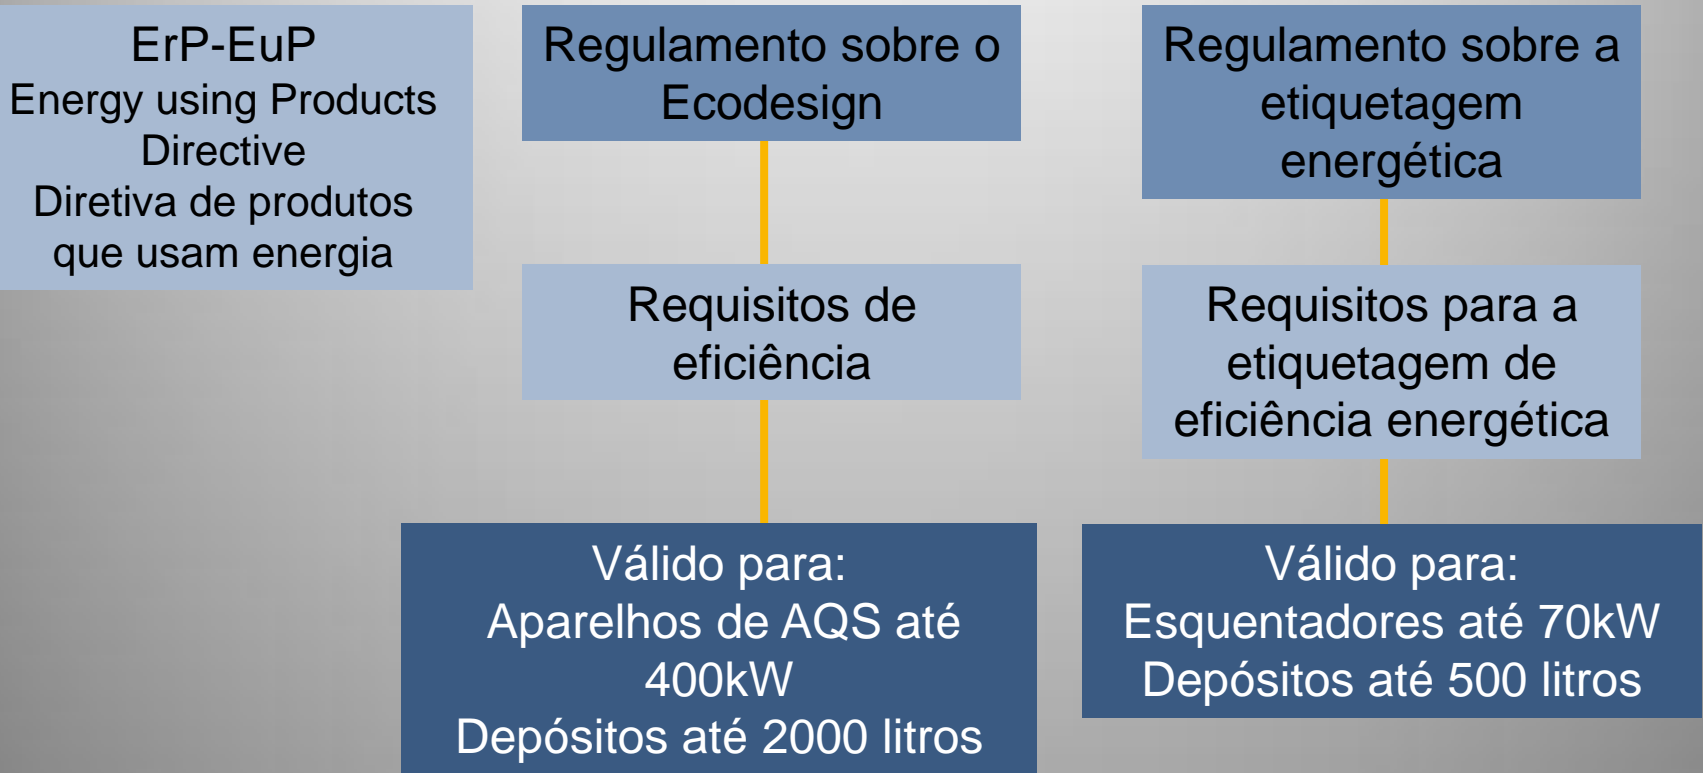 ErP-EuP
Energy using Products
Directive
Diretiva de produtos
que usam energia
Regulamento sobre o
Ecodesign
Requisitos de
eficiência
Válido para:
Aparelhos de AQS até
400kW
Depósitos até 2000 litros
Regulamento sobre a
etiquetagem
energética
Requisitos para a
etiquetagem de
eficiência energética
Válido para:
Esquentadores até 70kW
Depósitos até 500 litros